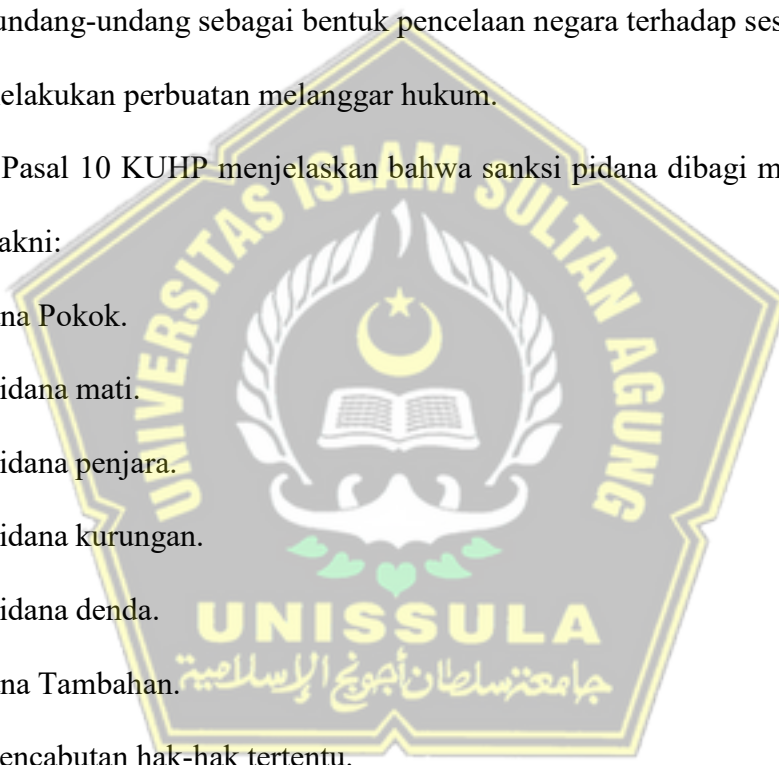 undang-undang sebagai bentuk pencelaan negara terhadap ses
elakukan perbuatan melanggar hukum.
Pasal 10 KUHP menjelaskan bahwa sanksi pidana dibagi m
akni:
na Pokok.
idana mati.
idana penjara.
idana kurungan.
idana denda.
na Tambahan.
encabutan hak-hak tertentu.
UNIVERSITAS ISLAM SULTAN AGUNG
UNISSULA
جامعنسلطان أجونج الإسلامية